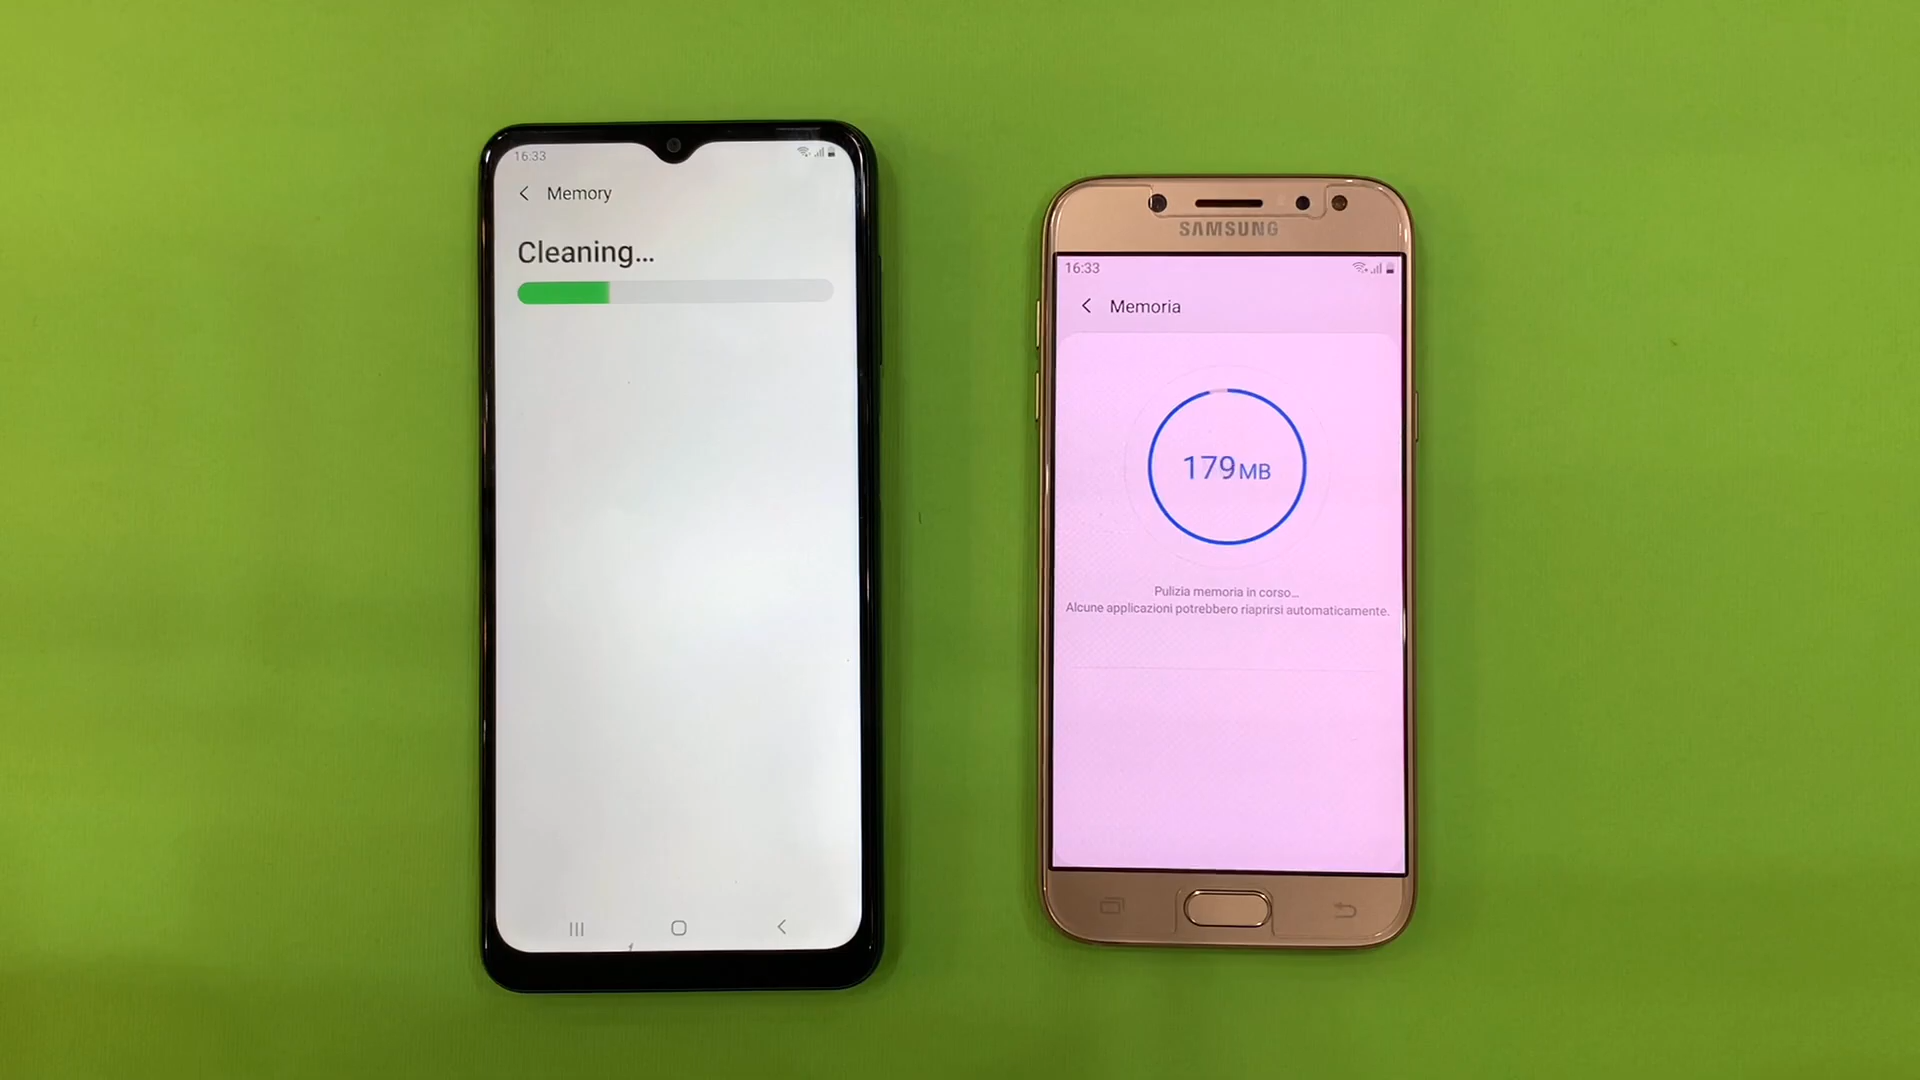 16:33
Memory
Cleaning...
SAMSUNG
16:33
Memoria
179MB
Pulizia memoria in corso...
Alcune applicazioni potrebbero riaprirsi automaticamente.